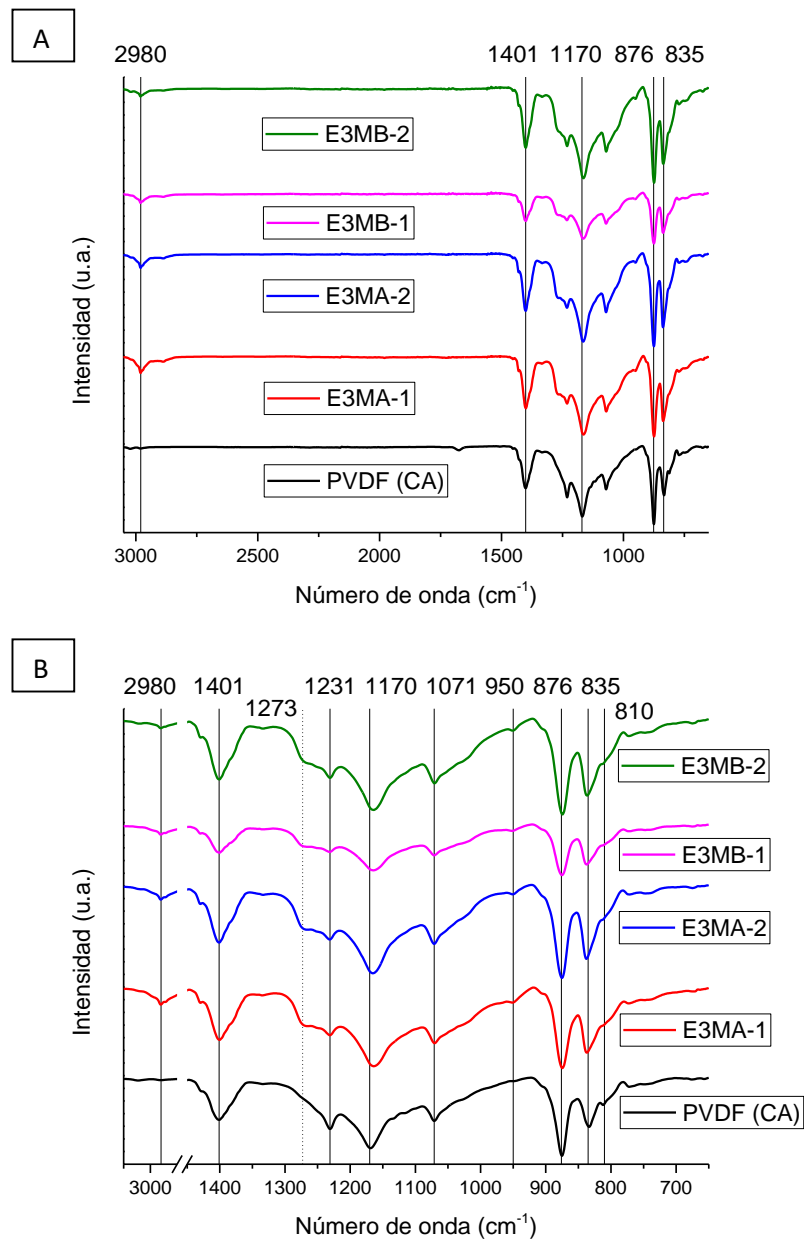 A
2980 1401 1170 876 835
E3MB-2
E3MB-1
E3MA-2
E3MA-1
PVDF (CA)
Intensidad (u.a.)
3000 2500 2000 1500 1000
Número de onda (cm⁻¹)
B
2980 1401 1231 1170 1071 950 876 835
1273 810
E3MB-2
E3MB-1
E3MA-2
E3MA-1
PVDF (CA)
Intensidad (u.a.)
3000 1400 1300 1200 1100 1000 900 800 700
Número de onda (cm⁻¹)